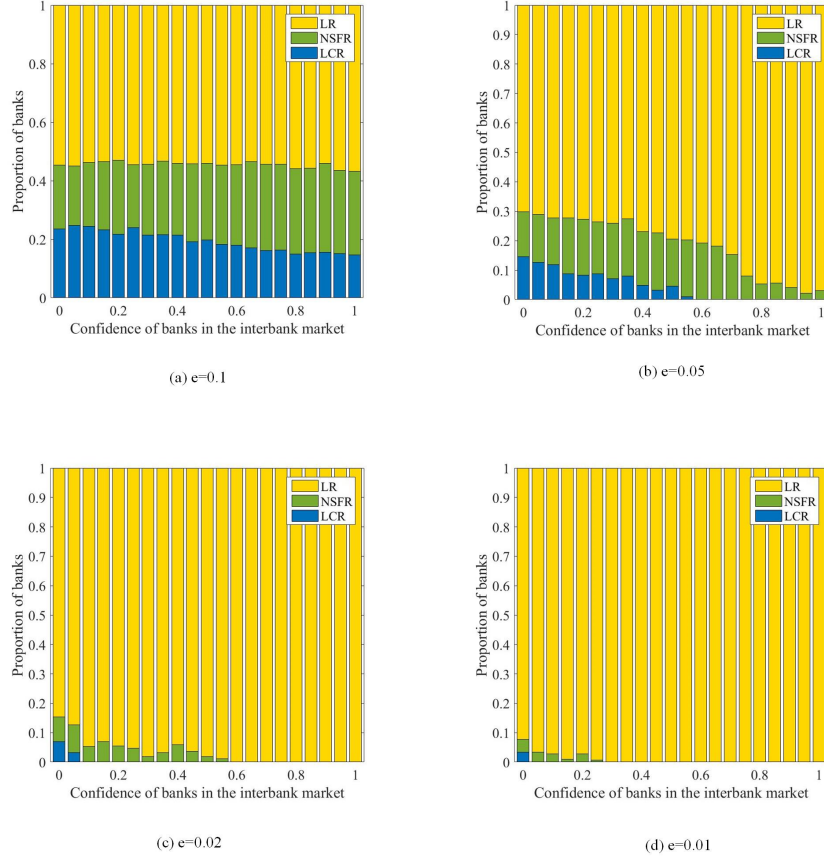 1
0.8
0.6
0.4
0.2
0
Proportion of banks
LR
NSFR
LCR
0 0.2 0.4 0.6 0.8 1
Confidence of banks in the interbank market
(a) e=0.1
1
0.9
0.8
0.7
0.6
0.5
0.4
0.3
0.2
0.1
0
Proportion of banks
LR
NSFR
LCR
0 0.2 0.4 0.6 0.8 1
Confidence of banks in the interbank market
(b) e=0.05
1
0.9
0.8
0.7
0.6
0.5
0.4
0.3
0.2
0.1
0
Proportion of banks
LR
NSFR
LCR
0 0.2 0.4 0.6 0.8 1
Confidence of banks in the interbank market
(c) e=0.02
1
0.9
0.8
0.7
0.6
0.5
0.4
0.3
0.2
0.1
0
Proportion of banks
LR
NSFR
LCR
0 0.2 0.4 0.6 0.8 1
Confidence of banks in the interbank market
(d) e=0.01